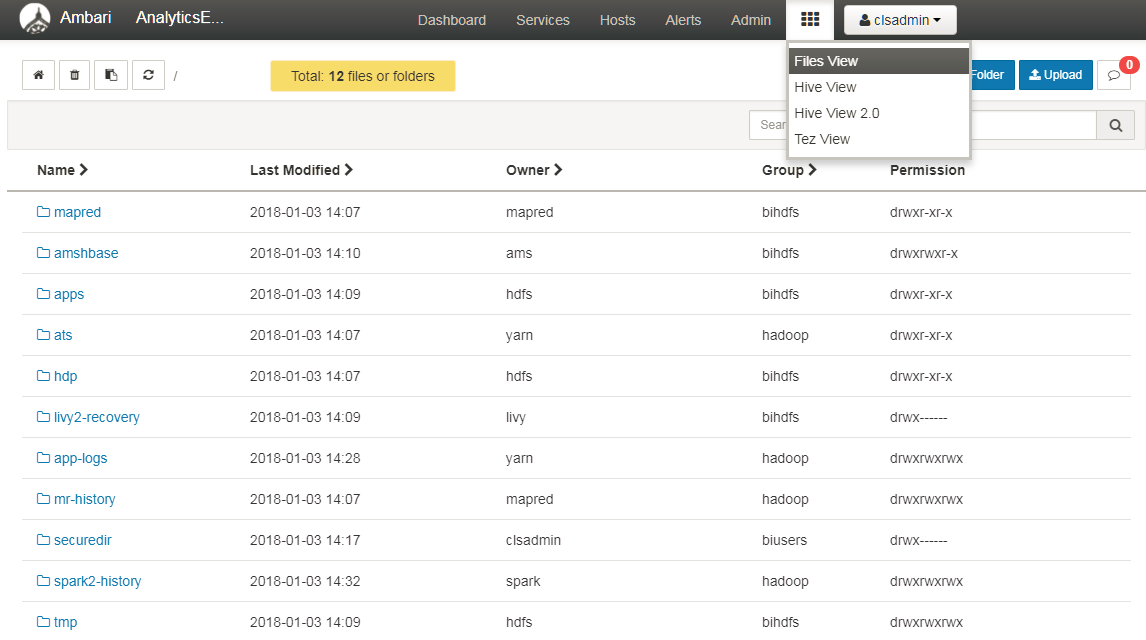 Ambari AnalyticsE... Dashboard Services Hosts Alerts Admin clsadmin
/ Total: 12 files or folders Files View Folder Upload 0
Hive View
Hive View 2.0
Sear
Tez View
Name Last Modified Owner Group Permission
mapred 2018-01-03 14:07 mapred bihdfs drwxr-xr-x
amshbase 2018-01-03 14:10 ams bihdfs drwxrwxr-x
apps 2018-01-03 14:09 hdfs bihdfs drwxr-xr-x
ats 2018-01-03 14:07 yarn hadoop drwxr-xr-x
hdp 2018-01-03 14:07 hdfs bihdfs drwxr-xr-x
livy2-recovery 2018-01-03 14:09 livy bihdfs drwx------
app-logs 2018-01-03 14:28 yarn hadoop drwxrwxrwx
mr-history 2018-01-03 14:07 mapred hadoop drwxrwxrwx
securedir 2018-01-03 14:17 clsadmin biusers drwx------
spark2-history 2018-01-03 14:32 spark hadoop drwxrwxrwx
tmp 2018-01-03 14:09 hdfs bihdfs drwxrwxrwx